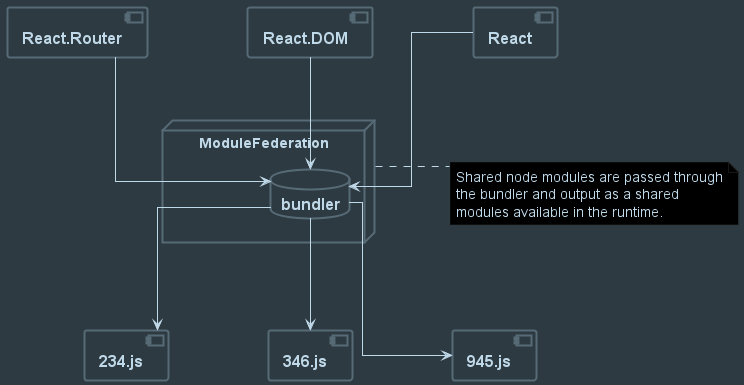 React.Router
React.DOM
React
ModuleFederation
bundler
Shared node modules are passed through
the bundler and output as a shared
modules available in the runtime.
234.js
346.js
945.js